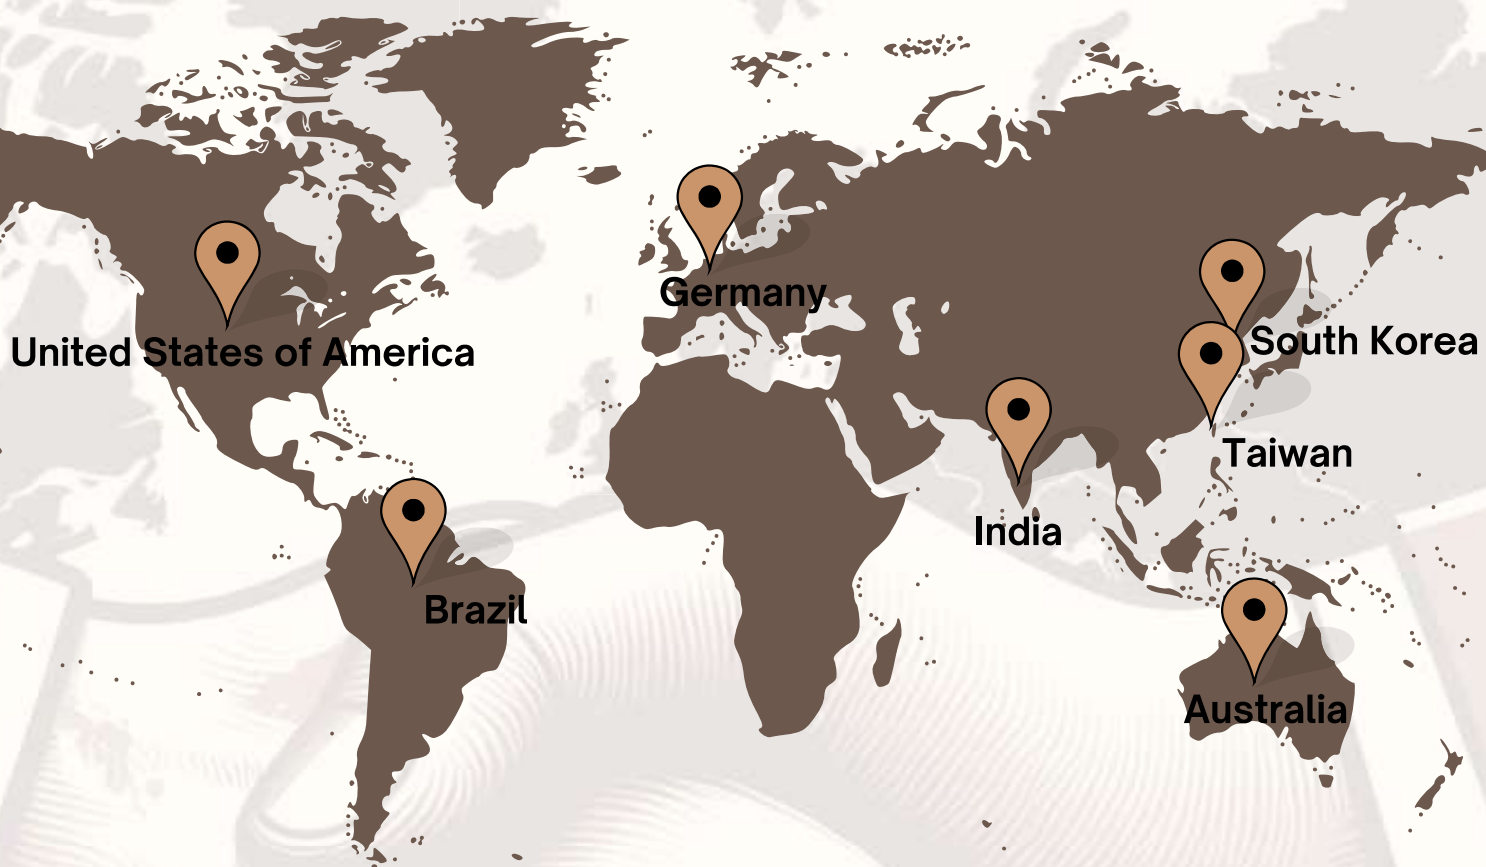 Germany
United States of America
South Korea
Taiwan
India
Brazil
Australia